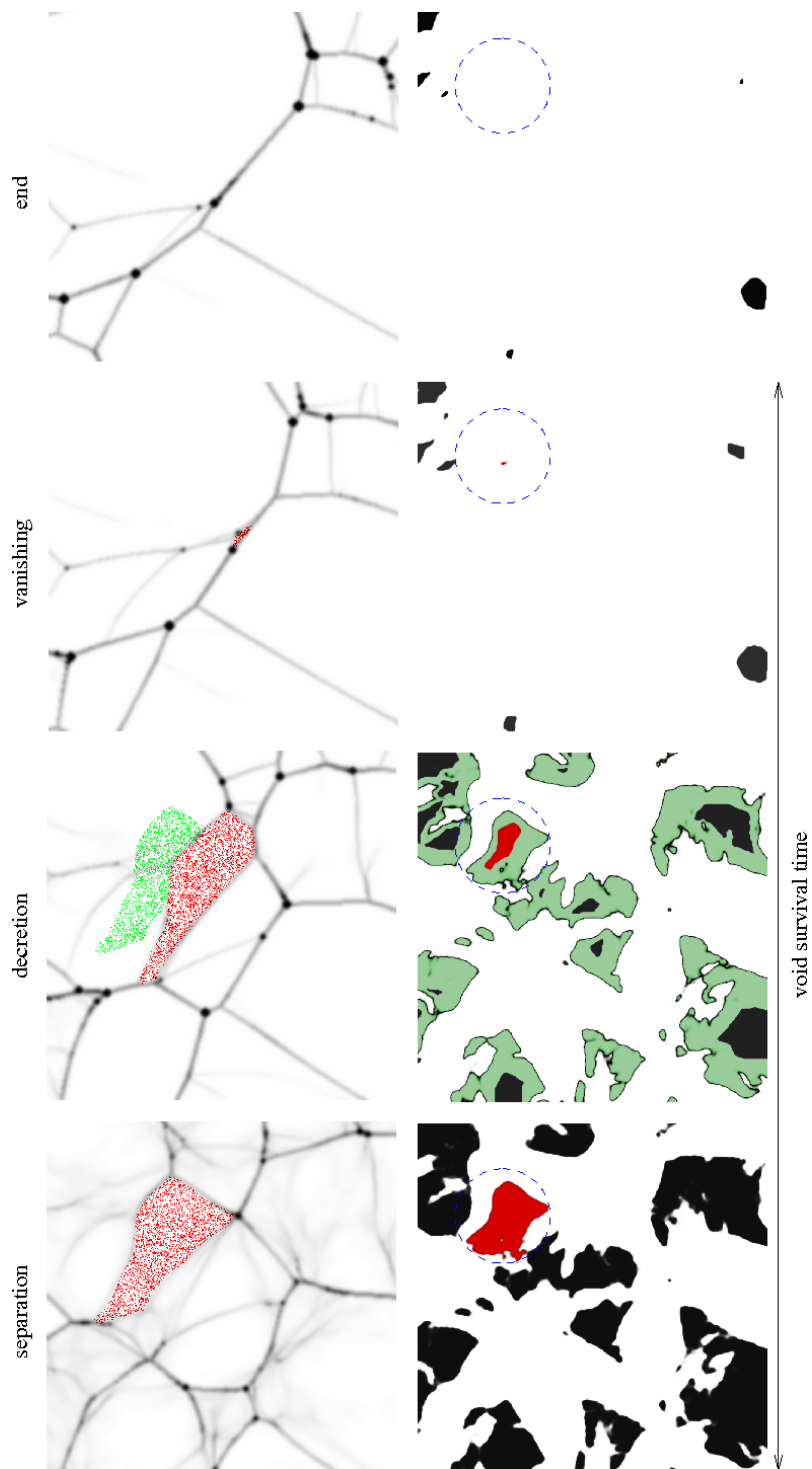 end
vanishing
decretion
separation
void survival time